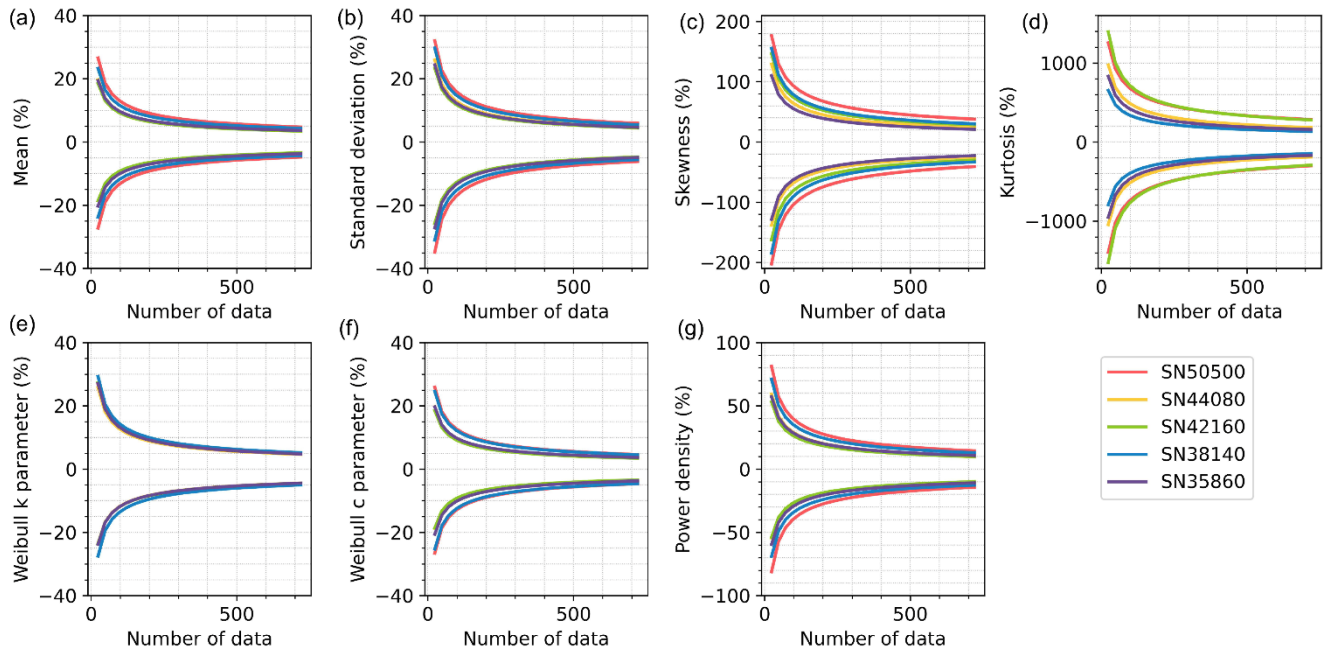 (a)
Mean (%)
40
20
0
−20
−40
0
500
Number of data
(b)
Standard deviation (%)
40
20
0
−20
−40
0
500
Number of data
(c)
Skewness (%)
200
100
0
−100
−200
0
500
Number of data
(d)
Kurtosis (%)
1000
0
−1000
0
500
Number of data
(e)
Weibull k parameter (%)
40
20
0
−20
−40
0
500
Number of data
(f)
Weibull c parameter (%)
40
20
0
−20
−40
0
500
Number of data
(g)
Power density (%)
100
50
0
−50
−100
0
500
Number of data
SN50500
SN44080
SN42160
SN38140
SN35860